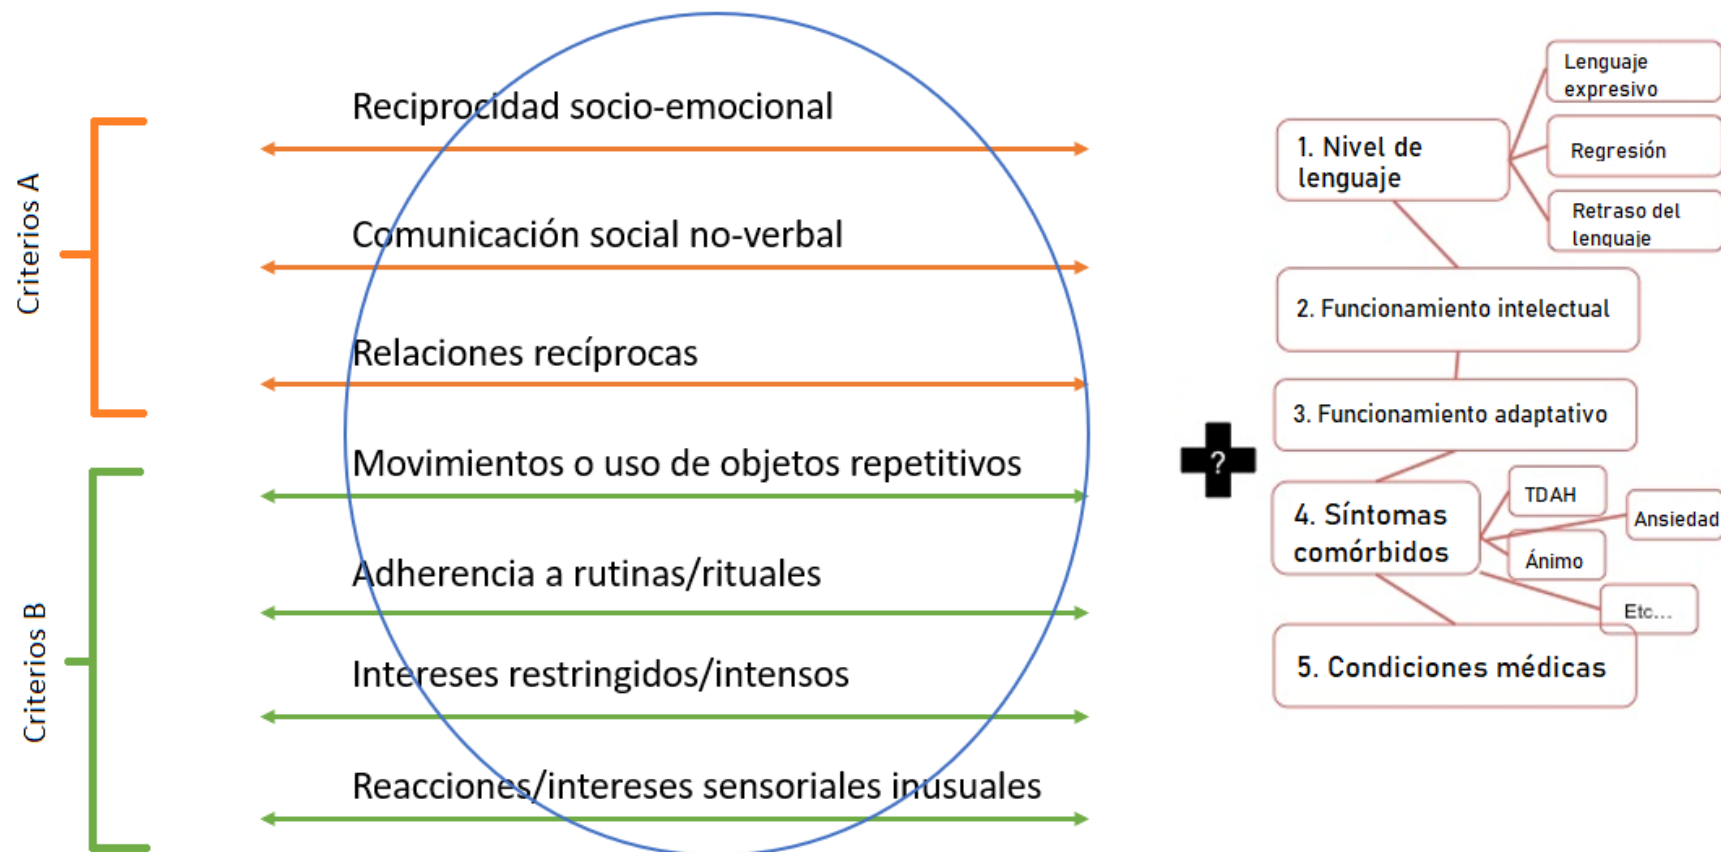 Criterios A
Reciprocidad socio-emocional
Comunicación social no-verbal
Relaciones recíprocas
Criterios B
Movimientos o uso de objetos repetitivos
Adherencia a rutinas/rituales
Intereses restringidos/intensos
Reacciones/intereses sensoriales inusuales
?
1. Nivel de
lenguaje
Lenguaje
expresivo
Regresión
Retraso del
lenguaje
2. Funcionamiento intelectual
3. Funcionamiento adaptativo
4. Síntomas
comórbidos
TDAH
Ansiedad
Ánimo
Etc...
5. Condiciones médicas